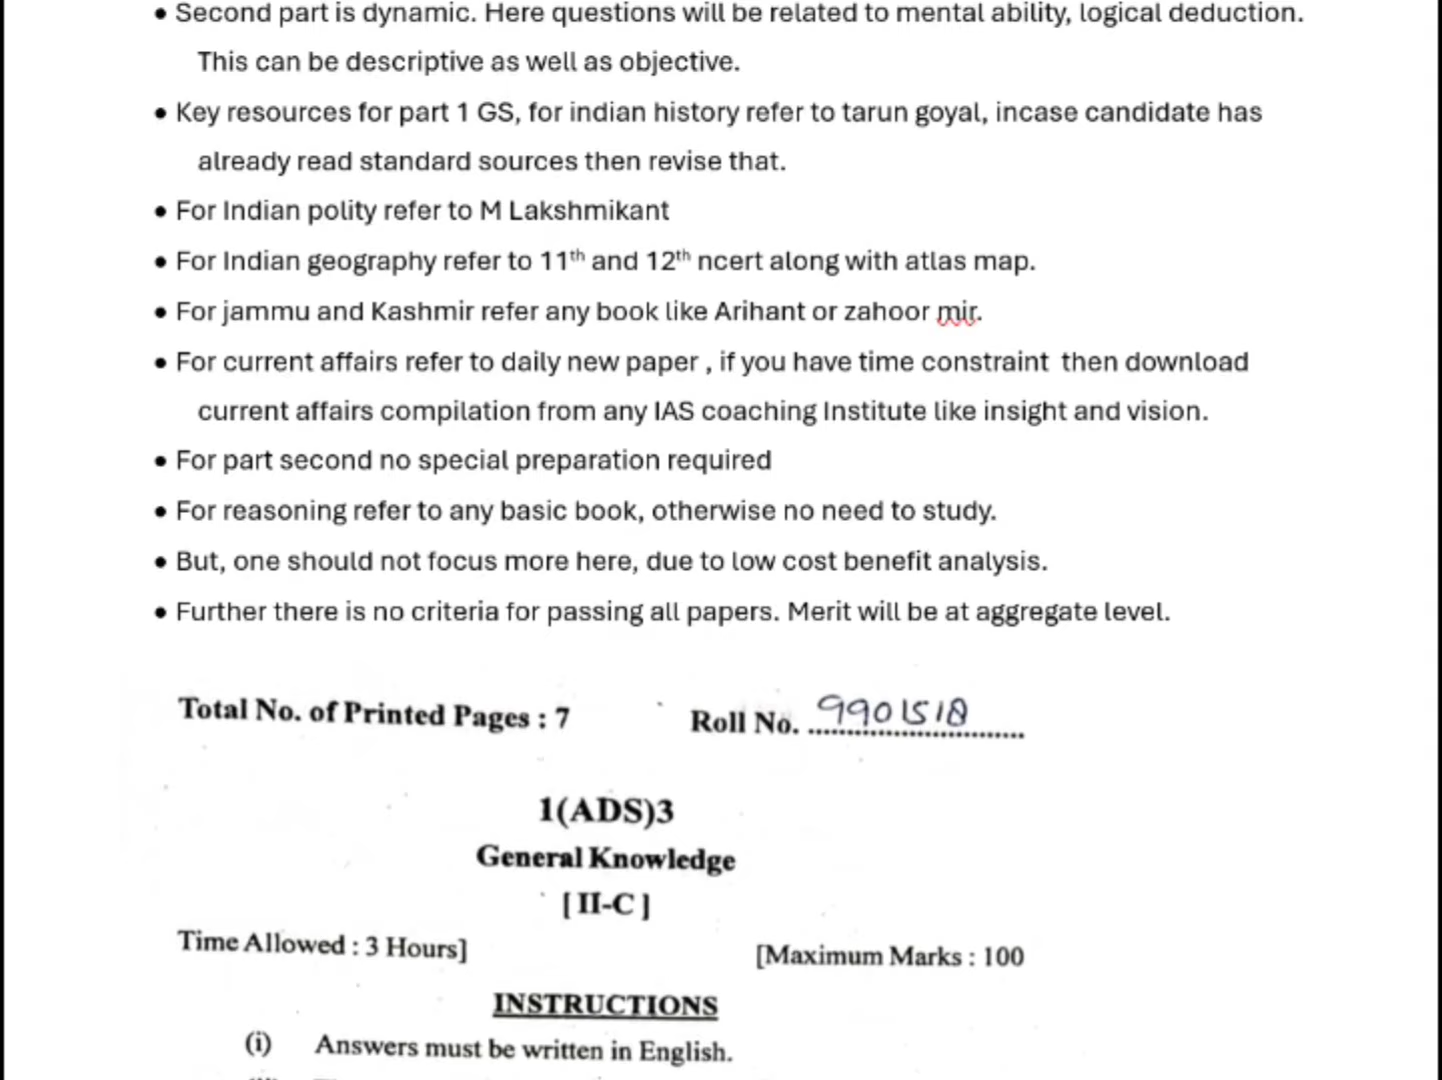 • Second part is dynamic. Here questions will be related to mental ability, logical deduction.
This can be descriptive as well as objective.
• Key resources for part 1 GS, for indian history refer to tarun goyal, incase candidate has
already read standard sources then revise that.
• For Indian polity refer to M Lakshmikant
• For Indian geography refer to 11th and 12th ncert along with atlas map.
• For jammu and Kashmir refer any book like Arihant or zahoor mir.
• For current affairs refer to daily new paper , if you have time constraint then download
current affairs compilation from any IAS coaching Institute like insight and vision.
• For part second no special preparation required
• For reasoning refer to any basic book, otherwise no need to study.
• But, one should not focus more here, due to low cost benefit analysis.
• Further there is no criteria for passing all papers. Merit will be at aggregate level.
Total No. of Printed Pages : 7 Roll No. 9901518
1(ADS)3
General Knowledge
[ II-C ]
Time Allowed : 3 Hours] [Maximum Marks : 100
INSTRUCTIONS
(i) Answers must be written in English.